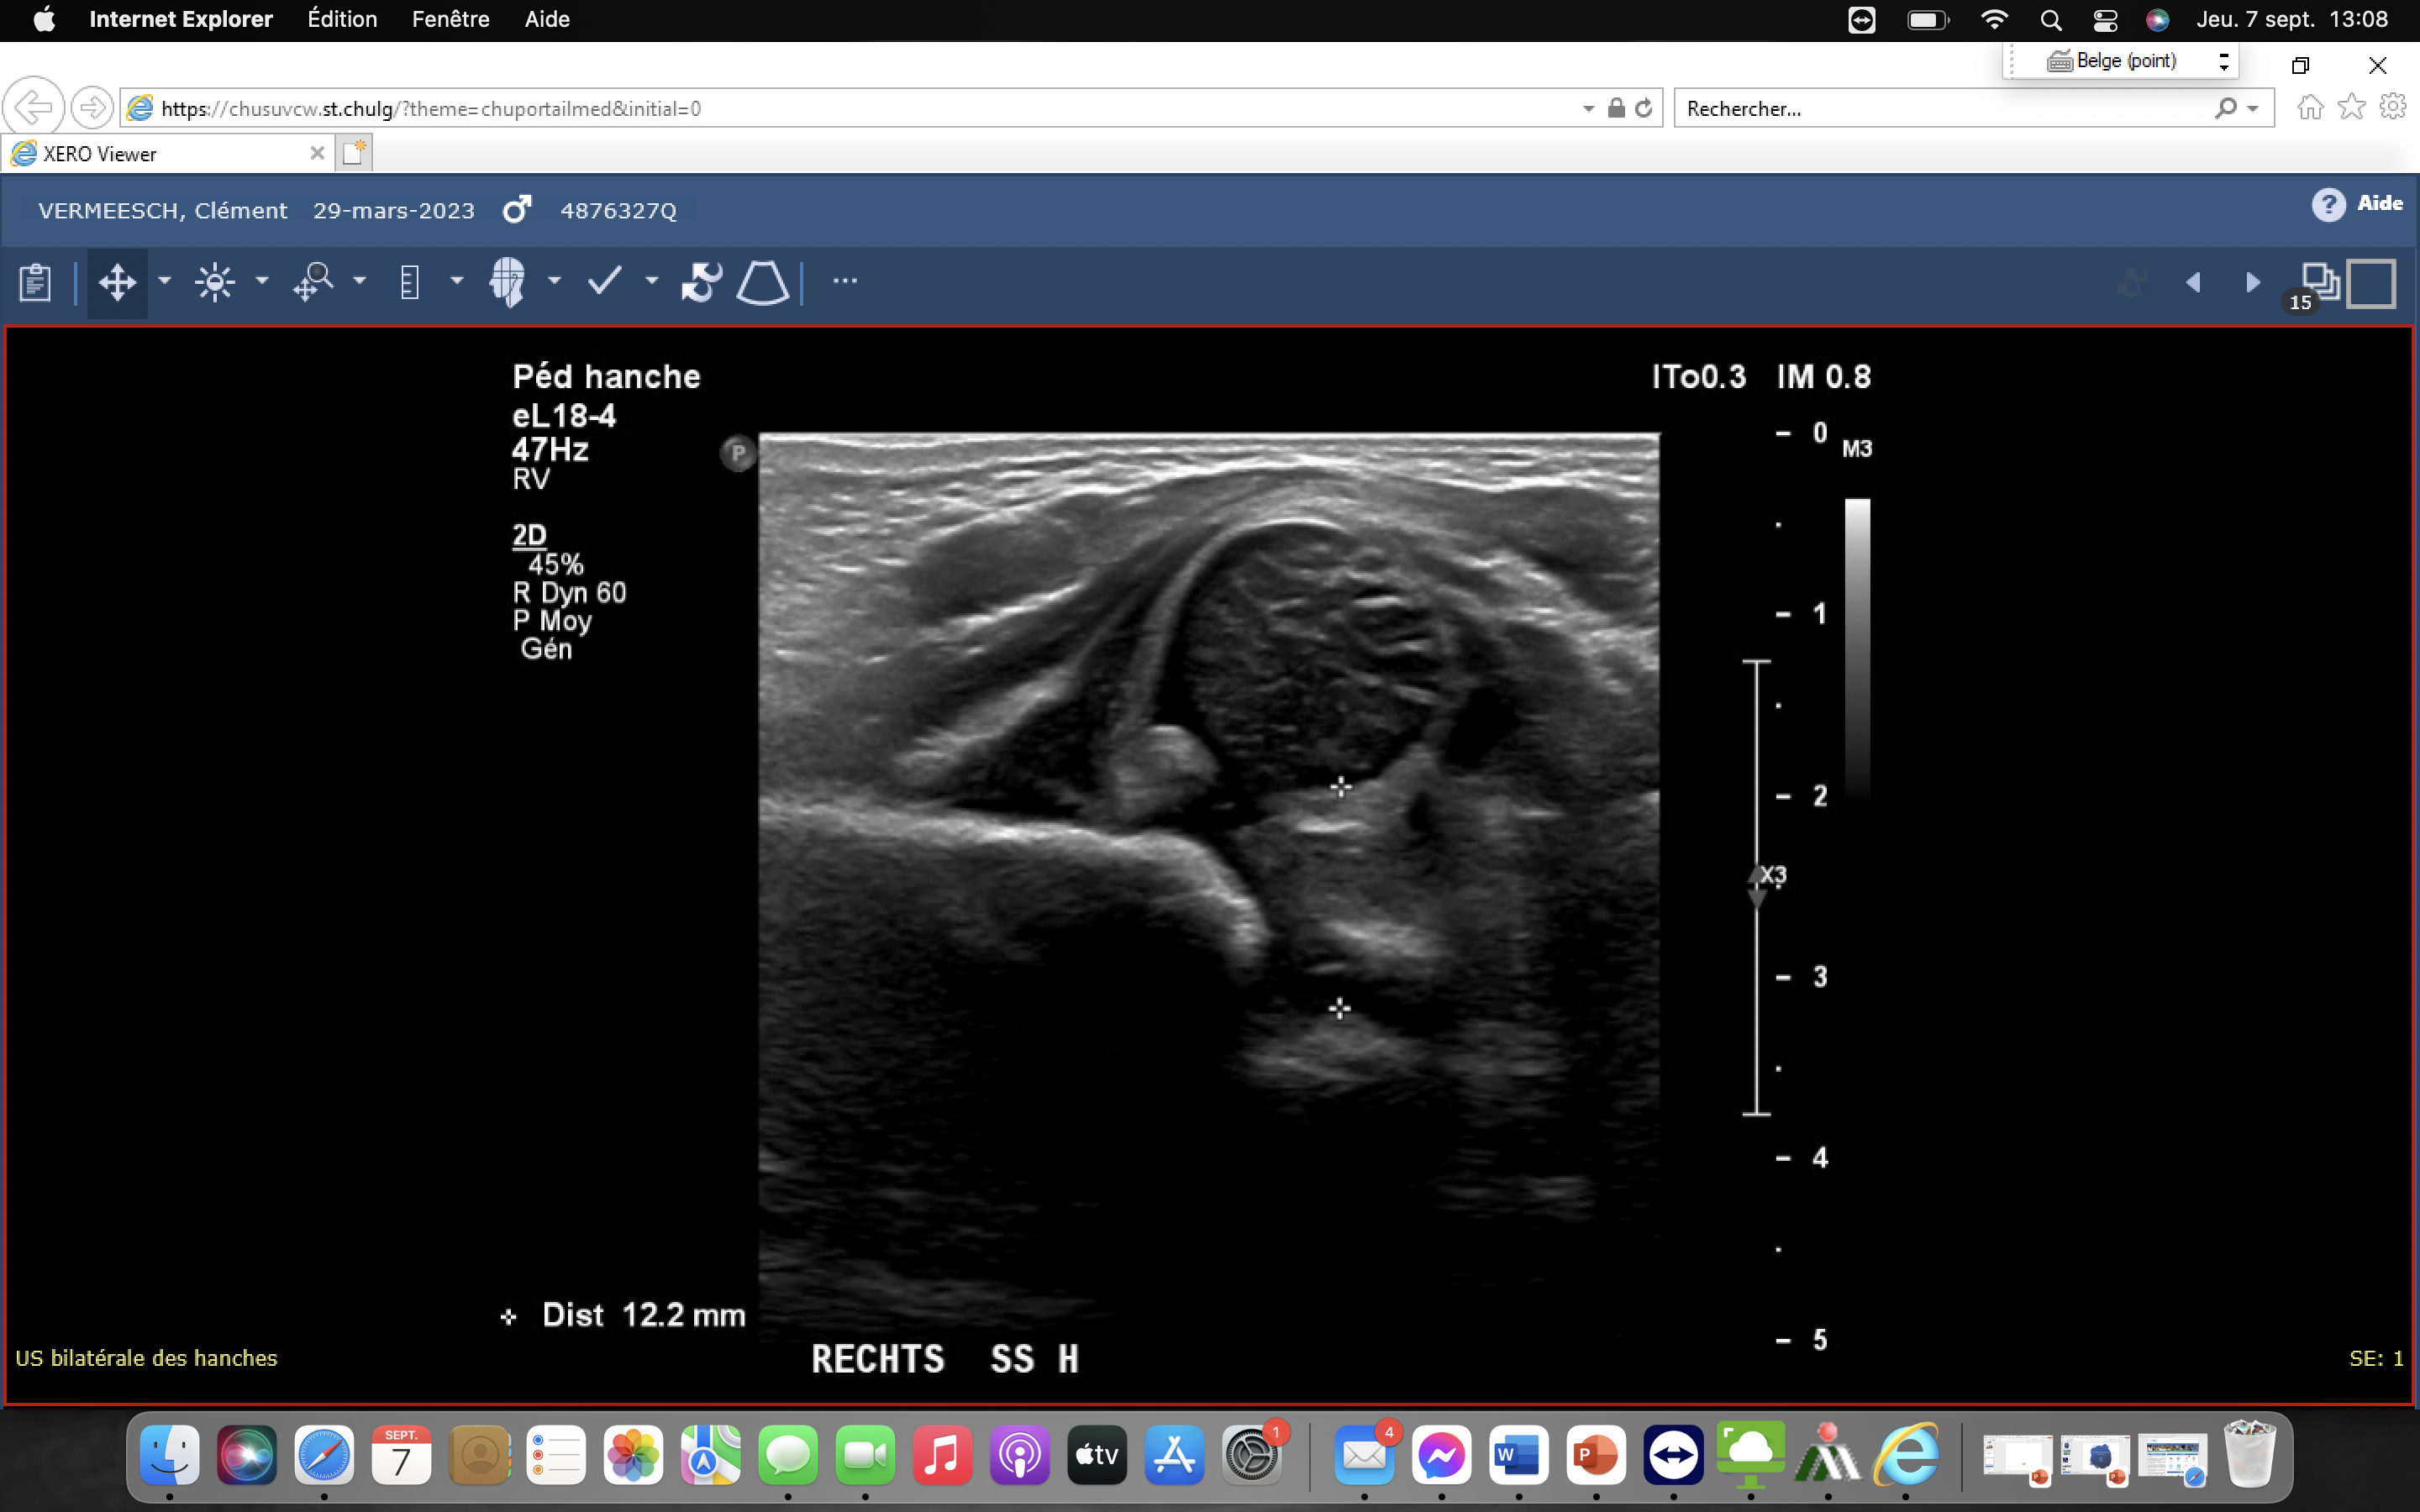 Internet Explorer Édition Fenêtre Aide Jeu. 7 sept. 13:08
Belge (point)
https://chusuvcw.st.chulg/?theme=chuportailmed&initial=0 Rechercher...
XERO Viewer
VERMEESCH, Clément 29-mars-2023 4876327Q ? Aide
15
Péd hanche ITo0.3 IM 0.8
eL18-4
47Hz
RV
P
0
M3
2D
45%
R Dyn 60
P Moy
Gén
1
2
X3
3
4
5
Dist 12.2 mm
RECHTS SS H
US bilatérale des hanches SE: 1
SEPT.
7
tv
1
4
W
P